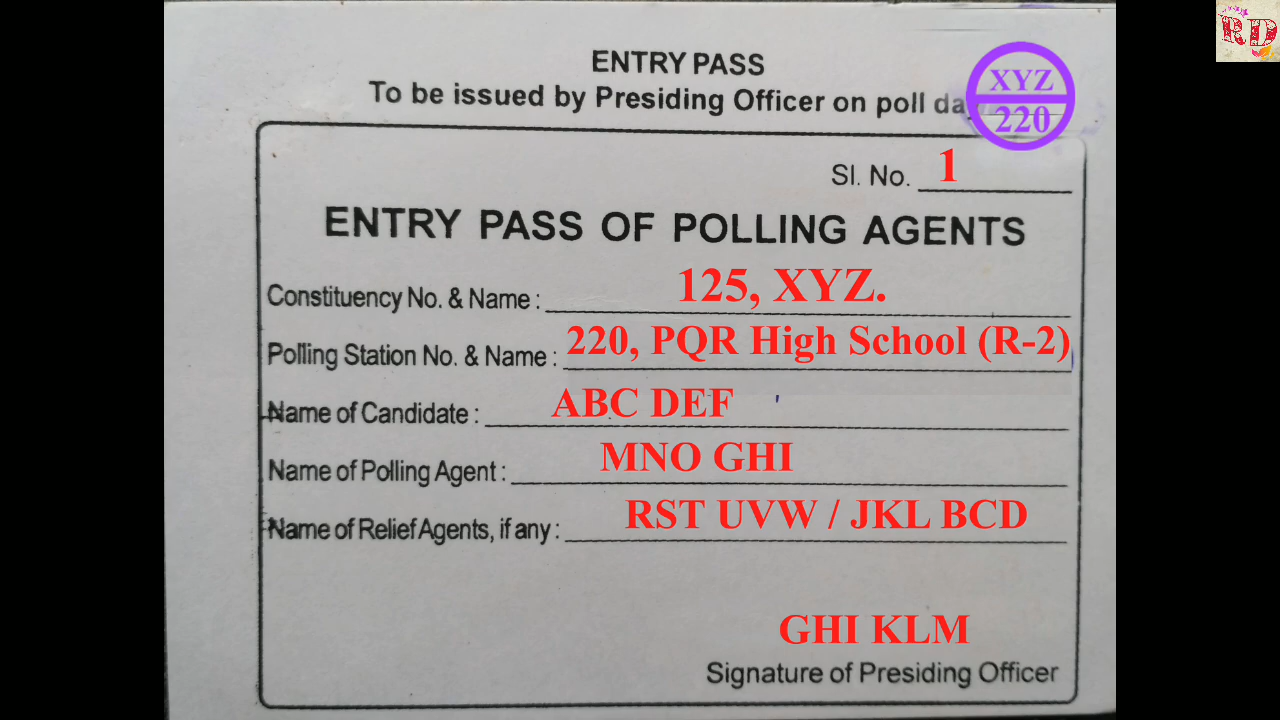 RD
ENTRY PASS
To be issued by Presiding Officer on poll day
XYZ
220
Sl. No. 1
ENTRY PASS OF POLLING AGENTS
Constituency No. & Name : 125, XYZ.
Polling Station No. & Name : 220, PQR High School (R-2)
Name of Candidate : ABC DEF
Name of Polling Agent : MNO GHI
Name of Relief Agents, if any : RST UVW / JKL BCD
GHI KLM
Signature of Presiding Officer